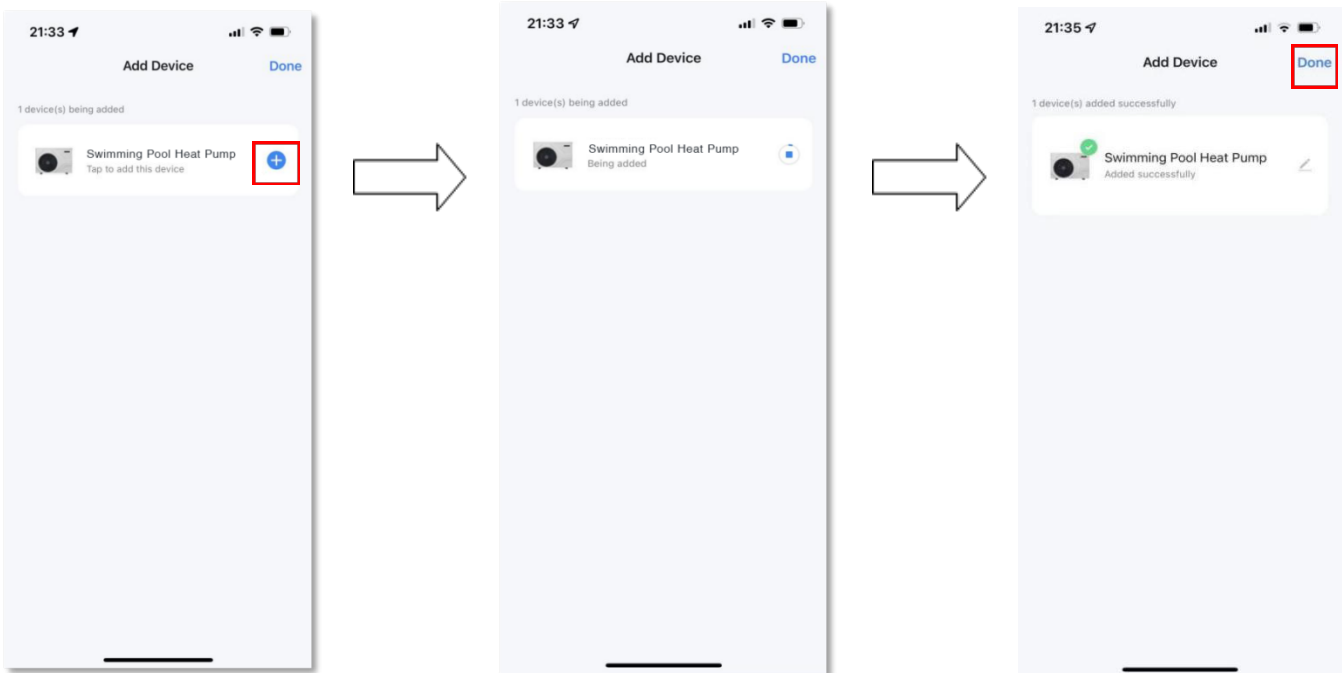 21:33
Add Device
Done
1 device(s) being added
Swimming Pool Heat Pump
Tap to add this device
21:33
Add Device
Done
1 device(s) being added
Swimming Pool Heat Pump
Being added
21:35
Add Device
Done
1 device(s) added successfully
Swimming Pool Heat Pump
Added successfully